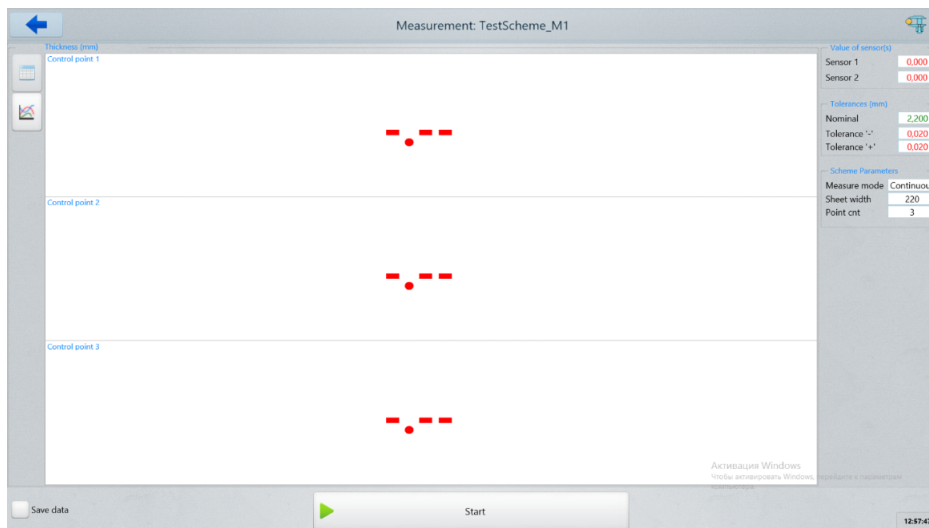 Measurement: TestScheme_M1
Thickness (mm)
Control point 1
-.--
Control point 2
-.--
Control point 3
-.--
Value of sensor(s)
Sensor 1 0,000
Sensor 2 0,000
Tolerances (mm)
Nominal 2,200
Tolerance '-' 0,020
Tolerance '+' 0,020
Scheme Parameters
Measure mode Continuou
Sheet width 220
Point cnt 3
Активация Windows
Чтобы активировать Windows, перейдите к параметрам
Save data
Start
12:57:4